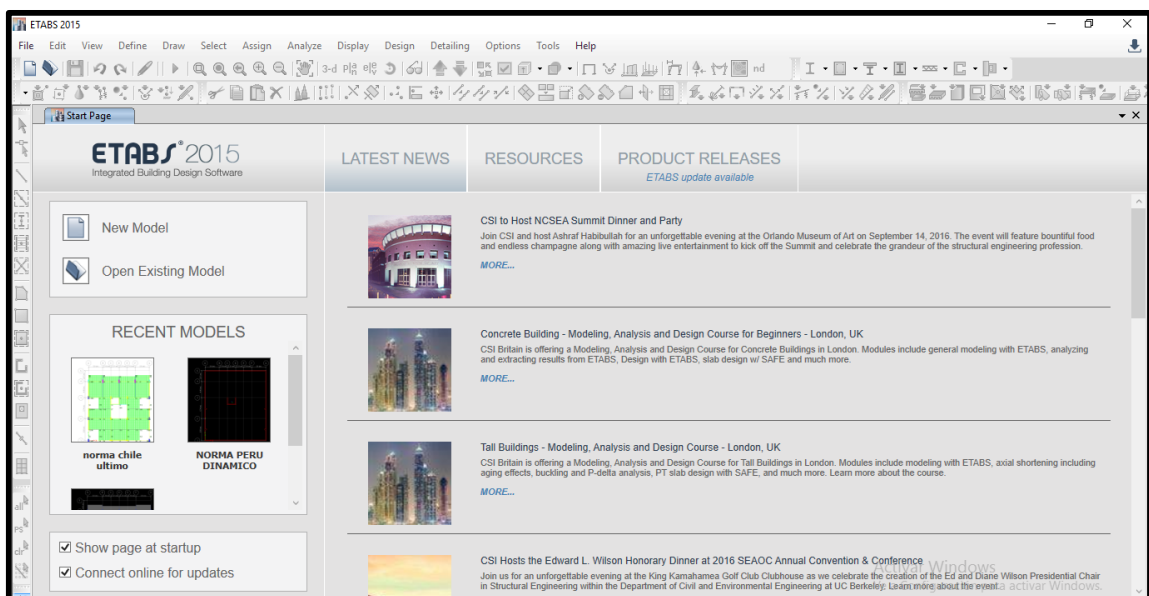 ETABS 2015
File Edit View Define Draw Select Assign Analyze Display Design Detailing Options Tools Help
3-d nd
Start Page
ETABS® 2015
Integrated Building Design Software
LATEST NEWS RESOURCES PRODUCT RELEASES
ETABS update available
New Model
Open Existing Model
RECENT MODELS
norma chile
ultimo
NORMA PERU
DINAMICO
Show page at startup
Connect online for updates
CSI to Host NCSEA Summit Dinner and Party
Join CSI and host Ashraf Habibullah for an unforgettable evening at the Orlando Museum of Art on September 14, 2016. The event will feature bountiful food
and endless champagne along with amazing live entertainment to kick off the Summit and celebrate the grandeur of the structural engineering profession.
MORE...
Concrete Building - Modeling, Analysis and Design Course for Beginners - London, UK
CSI Britain is offering a Modeling, Analysis and Design Course for Concrete Buildings in London. Modules include general modeling with ETABS, analyzing
and extracting results from ETABS, Design with ETABS, slab design w/ SAFE and much more.
MORE...
Tall Buildings - Modeling, Analysis and Design Course - London, UK
CSI Britain is offering a Modeling, Analysis and Design Course for Tall Buildings in London. Modules include modeling with ETABS, axial shortening including
aging effects, buckling and P-delta analysis, PT slab design with SAFE, and much more. Learn more about the course.
MORE...
CSI Hosts the Edward L. Wilson Honorary Dinner at 2016 SEAOC Annual Convention & Conference
Join us for an unforgettable evening at the King Kamahamea Golf Club Clubhouse as we celebrate the creation of the Ed and Diane Wilson Presidential Chair
in Structural Engineering within the Department of Civil and Environmental Engineering at UC Berkeley. Learn more about the event.
Activar Windows
activar Windows.
all
PS
clr